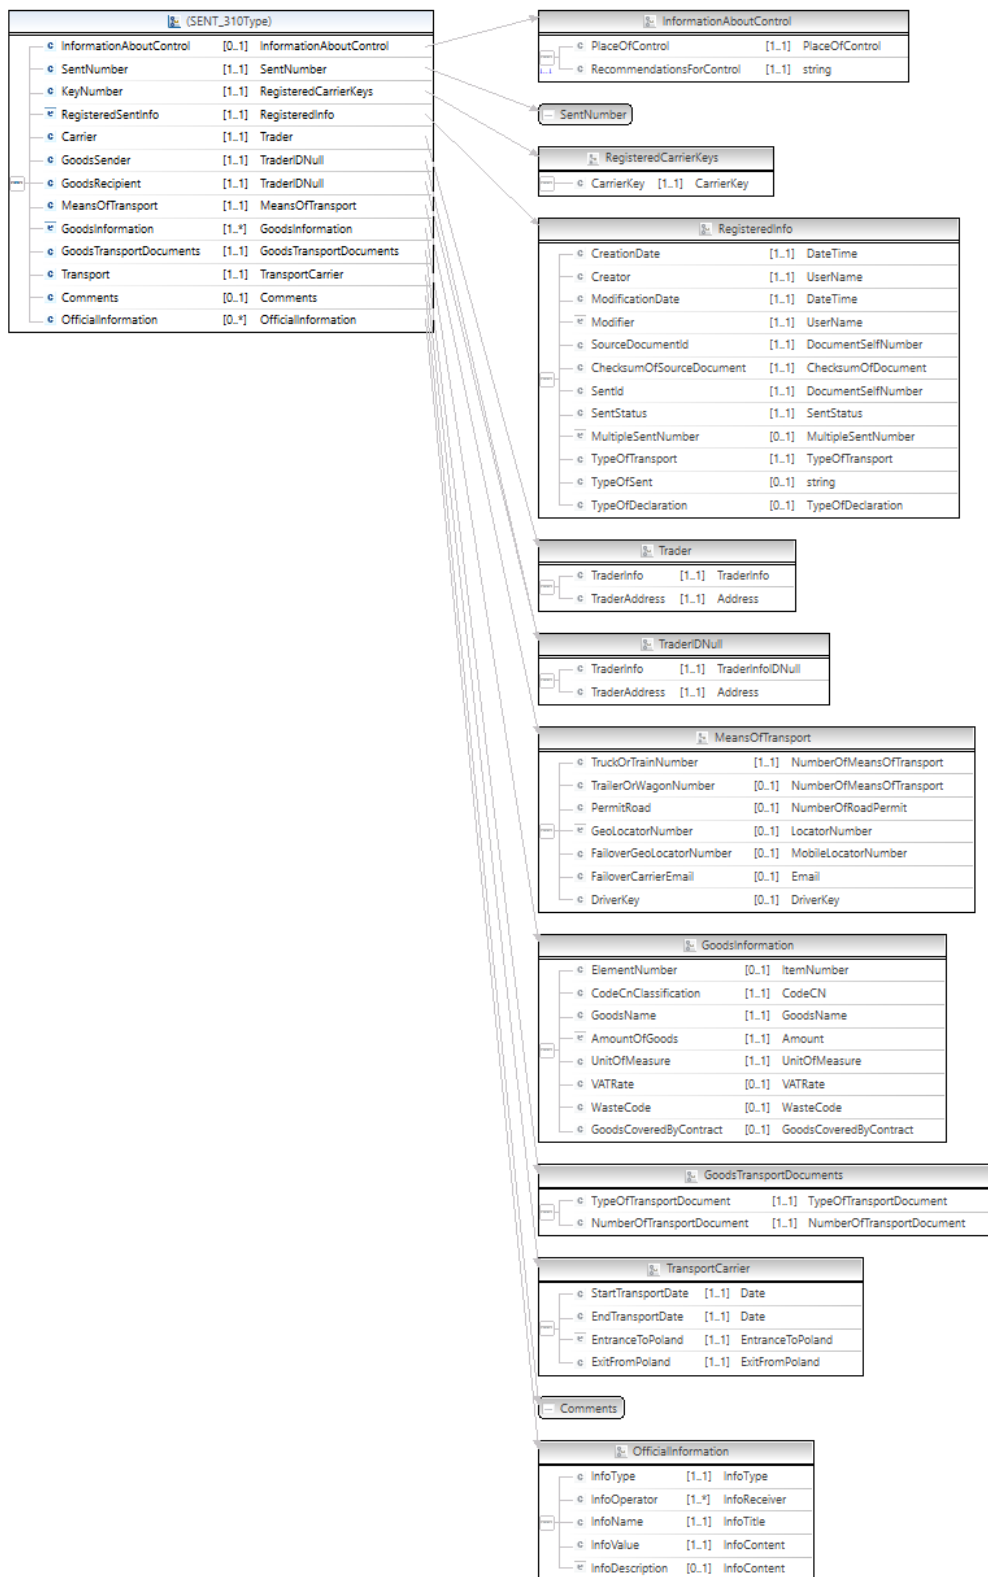 (SENT_310Type)
InformationAboutControl [0..1] InformationAboutControl
SentNumber [1..1] SentNumber
KeyNumber [1..1] RegisteredCarrierKeys
RegisteredSentInfo [1..1] RegisteredInfo
Carrier [1..1] Trader
GoodsSender [1..1] TraderIDNull
GoodsRecipient [1..1] TraderIDNull
MeansOfTransport [1..1] MeansOfTransport
GoodsInformation [1..*] GoodsInformation
GoodsTransportDocuments [1..1] GoodsTransportDocuments
Transport [1..1] TransportCarrier
Comments [0..1] Comments
OfficialInformation [0..*] OfficialInformation
InformationAboutControl
PlaceOfControl [1..1] PlaceOfControl
RecommendationsForControl [1..1] string
SentNumber
RegisteredCarrierKeys
CarrierKey [1..1] CarrierKey
RegisteredInfo
CreationDate [1..1] DateTime
Creator [1..1] UserName
ModificationDate [1..1] DateTime
Modifier [1..1] UserName
SourceDocumentId [1..1] DocumentSelfNumber
ChecksumOfSourceDocument [1..1] ChecksumOfDocument
SentId [1..1] DocumentSelfNumber
SentStatus [1..1] SentStatus
MultipleSentNumber [0..1] MultipleSentNumber
TypeOfTransport [1..1] TypeOfTransport
TypeOfSent [0..1] string
TypeOfDeclaration [0..1] TypeOfDeclaration
Trader
TraderInfo [1..1] TraderInfo
TraderAddress [1..1] Address
TraderIDNull
TraderInfo [1..1] TraderInfoIDNull
TraderAddress [1..1] Address
MeansOfTransport
TruckOrTrainNumber [1..1] NumberOfMeansOfTransport
TrailerOrWagonNumber [0..1] NumberOfMeansOfTransport
PermitRoad [0..1] NumberOfRoadPermit
GeoLocatorNumber [0..1] LocatorNumber
FailoverGeoLocatorNumber [0..1] MobileLocatorNumber
FailoverCarrierEmail [0..1] Email
DriverKey [0..1] DriverKey
GoodsInformation
ElementNumber [0..1] ItemNumber
CodeCnClassification [1..1] CodeCN
GoodsName [1..1] GoodsName
AmountOfGoods [1..1] Amount
UnitOfMeasure [1..1] UnitOfMeasure
VATRate [0..1] VATRate
WasteCode [0..1] WasteCode
GoodsCoveredByContract [0..1] GoodsCoveredByContract
GoodsTransportDocuments
TypeOfTransportDocument [1..1] TypeOfTransportDocument
NumberOfTransportDocument [1..1] NumberOfTransportDocument
TransportCarrier
StartTransportDate [1..1] Date
EndTransportDate [1..1] Date
EntranceToPoland [1..1] EntranceToPoland
ExitFromPoland [1..1] ExitFromPoland
Comments
OfficialInformation
InfoType [1..1] InfoType
InfoOperator [1..*] InfoReceiver
InfoName [1..1] InfoTitle
InfoValue [1..1] InfoContent
InfoDescription [0..1] InfoContent